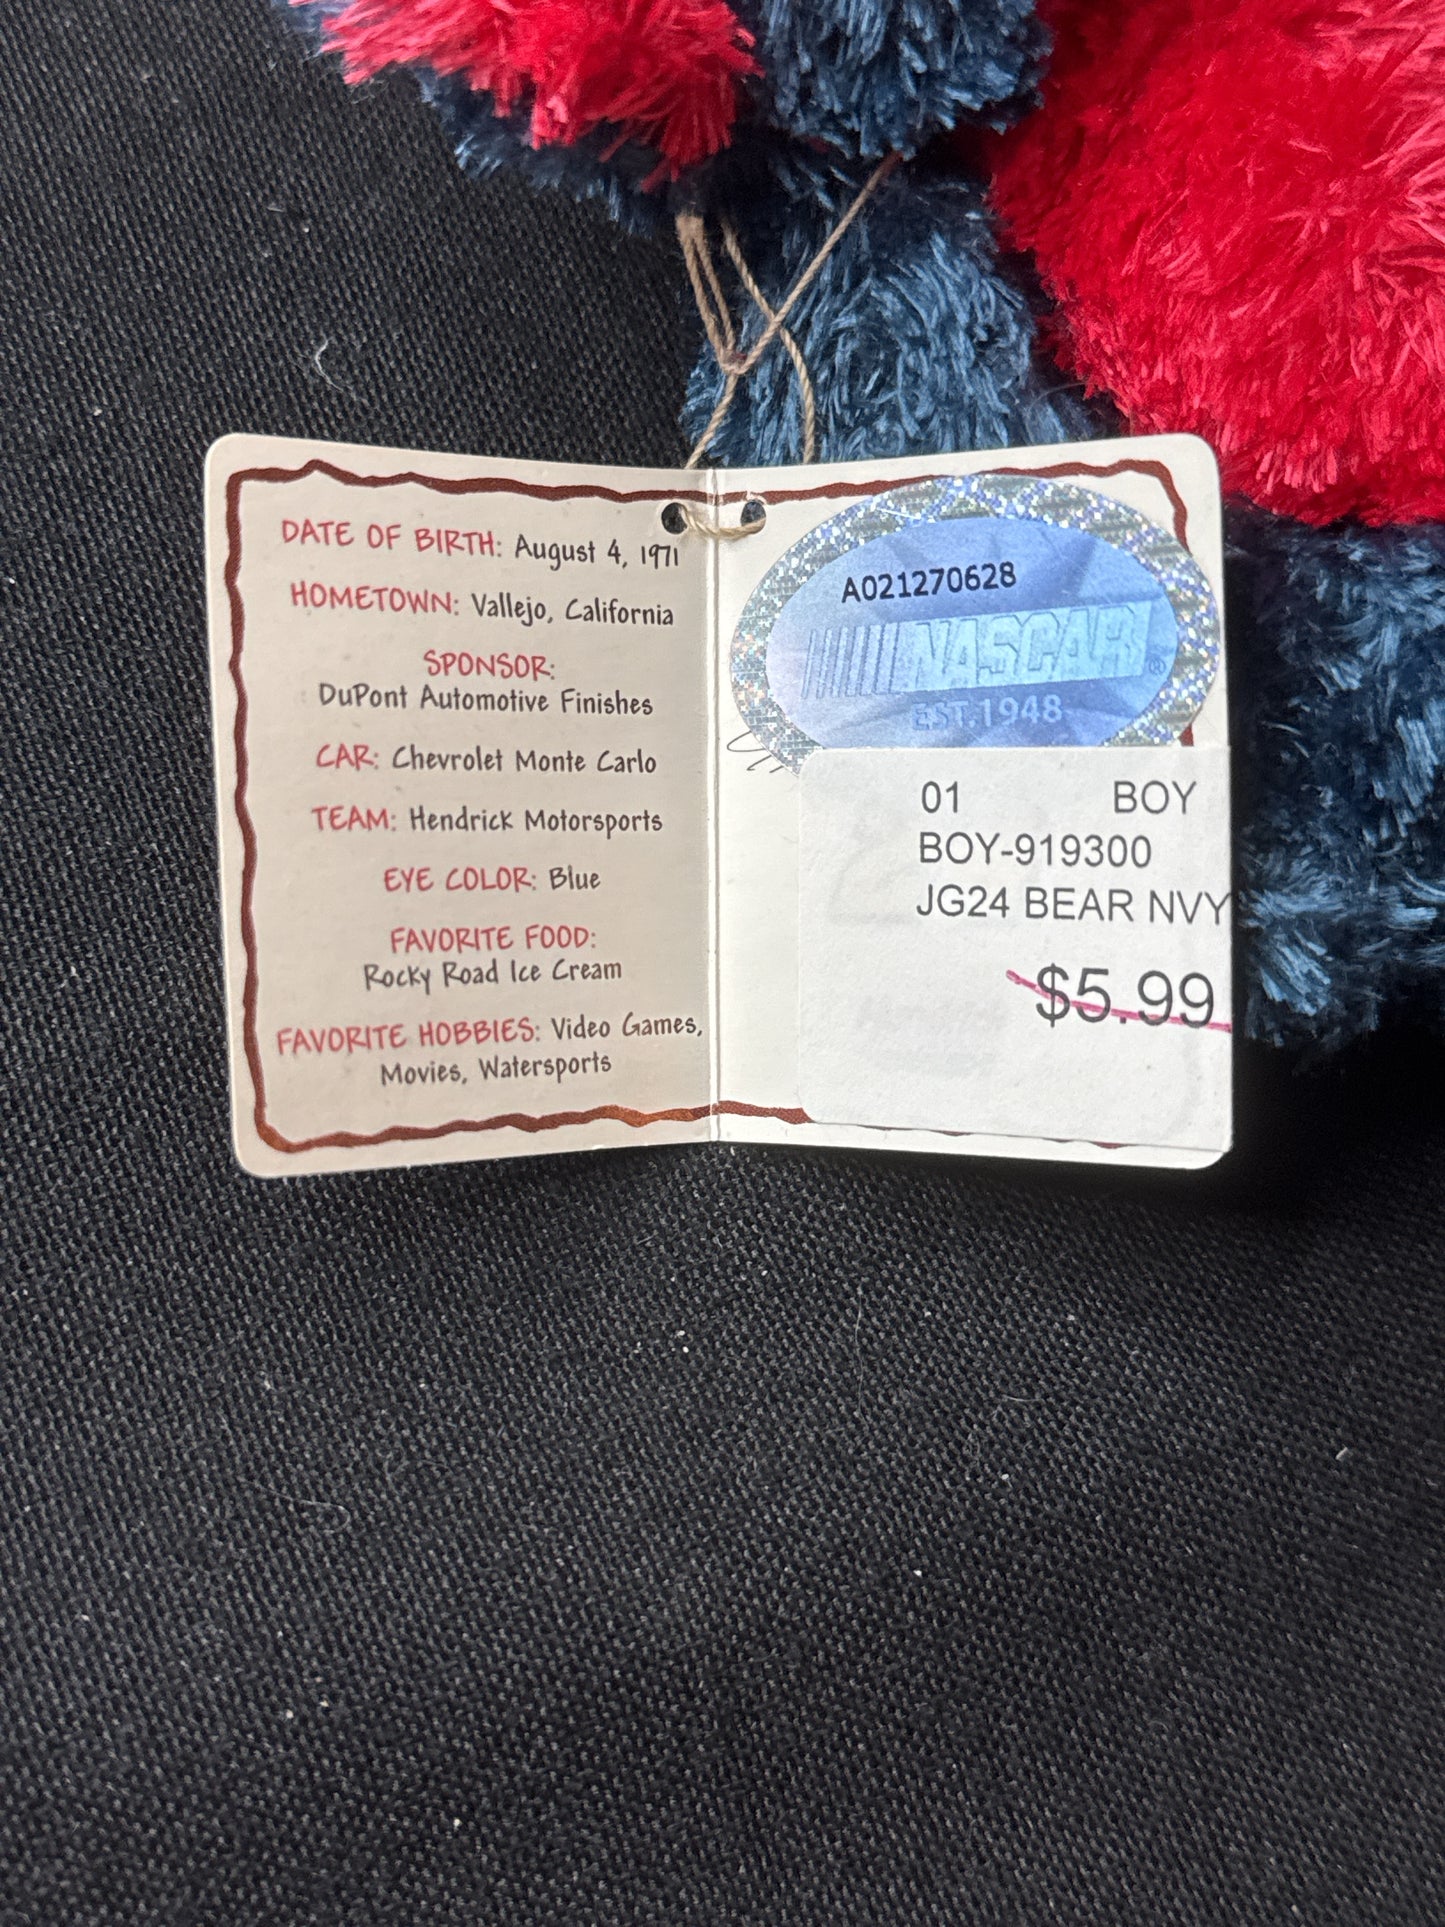 DATE OF BIRTH: August 4, 1971
HOMETOWN: Vallejo, California
SPONSOR:
DuPont Automotive Finishes
CAR: Chevrolet Monte Carlo
TEAM: Hendrick Motorsports
EYE COLOR: Blue
FAVORITE FOOD:
Rocky Road Ice Cream
FAVORITE HOBBIES: Video Games,
Movies, Watersports
A021270628
NASCAR®
EST.1948
01 BOY
BOY-919300
JG24 BEAR NVY
$5.99